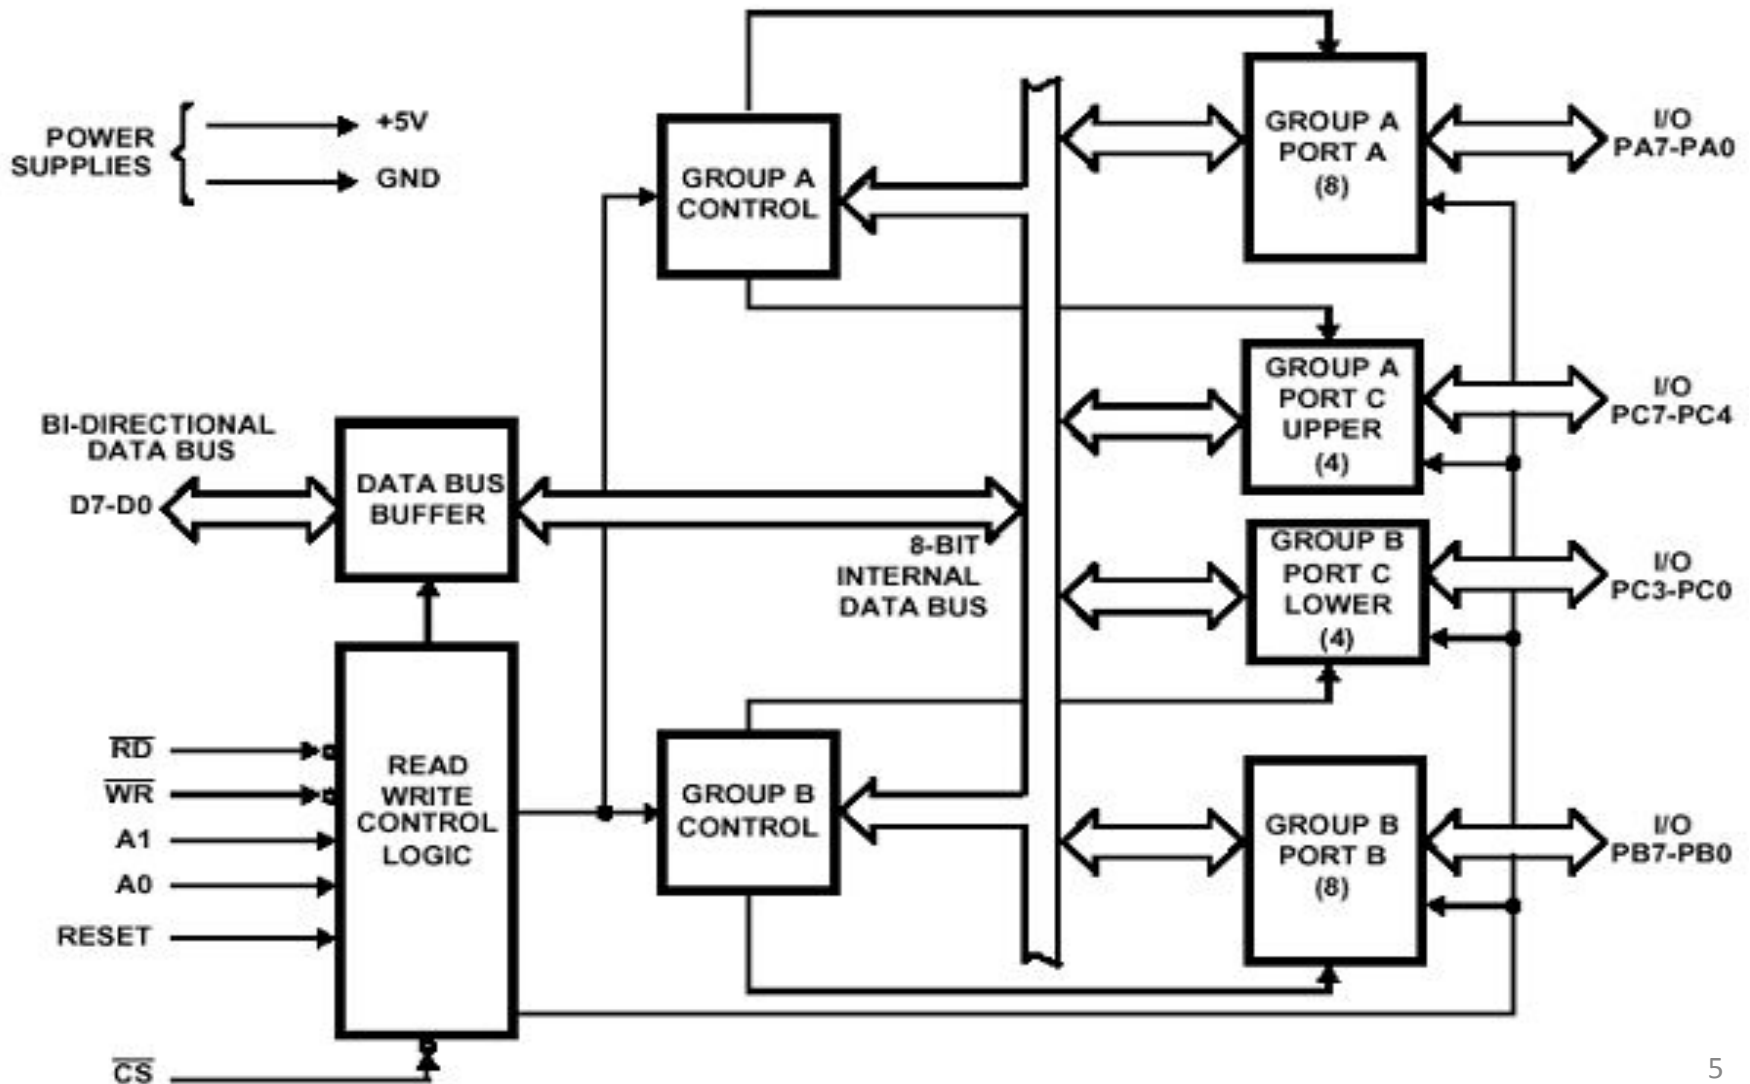 POWER
SUPPLIES
+5V
GND
GROUP A
CONTROL
GROUP A
PORT A
(8)
I/O
PA7-PA0
GROUP A
PORT C
UPPER
(4)
I/O
PC7-PC4
BI-DIRECTIONAL
DATA BUS
D7-D0
DATA BUS
BUFFER
8-BIT
INTERNAL
DATA BUS
GROUP B
PORT C
LOWER
(4)
I/O
PC3-PC0
RD
WR
A1
A0
RESET
CS
READ
WRITE
CONTROL
LOGIC
GROUP B
CONTROL
GROUP B
PORT B
(8)
I/O
PB7-PB0
5